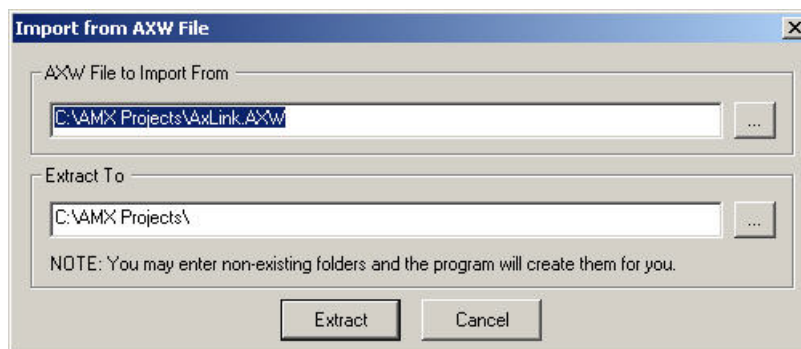 Import from AXW File
AXW File to Import From
C:\AMX Projects\AxLink.AXW
...
Extract To
C:\AMX Projects\
...
NOTE: You may enter non-existing folders and the program will create them for you.
Extract
Cancel